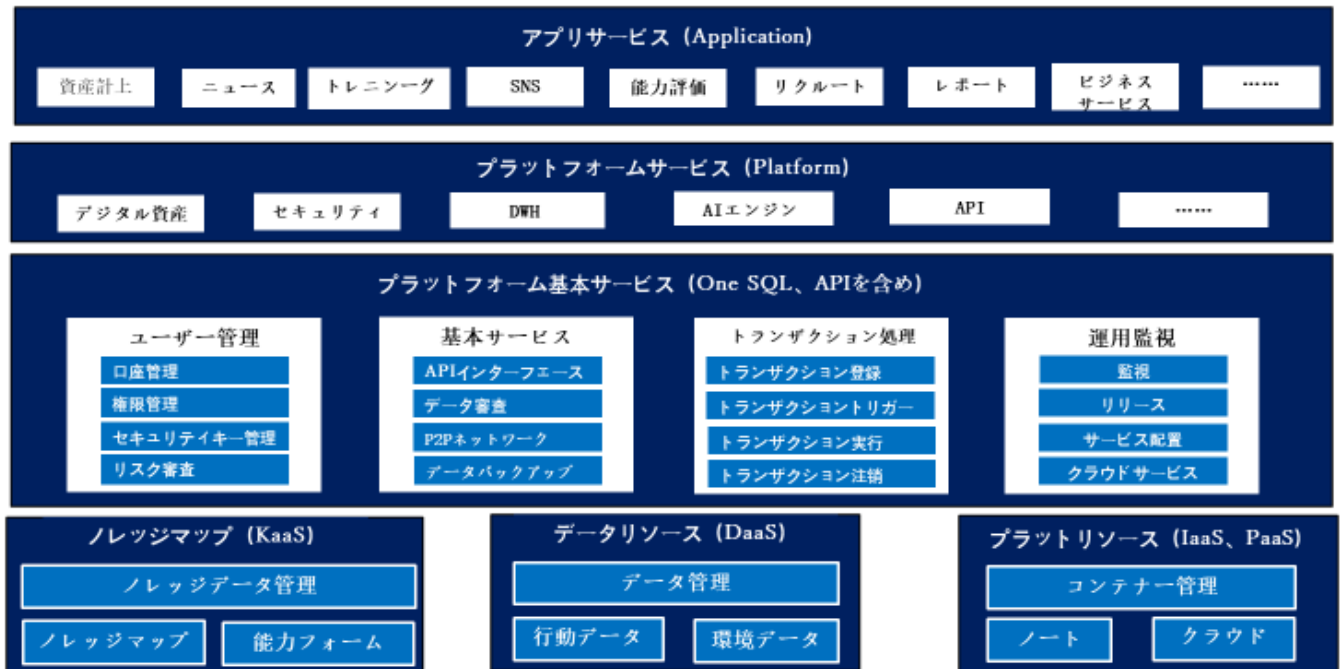 アプリサービス (Application)
資産計上 ニュース トレニンーグ SNS 能力評価 リクルート レポート ビジネス サービス ……
プラットフォームサービス (Platform)
デジタル資産 セキュリティ DWH AIエンジン API ……
プラットフォーム基本サービス (One SQL、APIを含め)
ユーザー管理 基本サービス トランザクション処理 運用監視
口座管理 APIインターフエース トランザクション登録 監視
権限管理 データ審査 トランザクショントリガー リリース
セキュリテイキー管理 P2Pネットワーク トランザクション実行 サービス配置
リスク審査 データバックアップ トランザクション注銷 クラウドサービス
ノレッジマップ (KaaS) データリソース (DaaS) プラットリソース (IaaS、PaaS)
ノレッジデータ管理 データ管理 コンテナー管理
ノレッジマップ 能力フォーム 行動データ 環境データ ノート クラウド